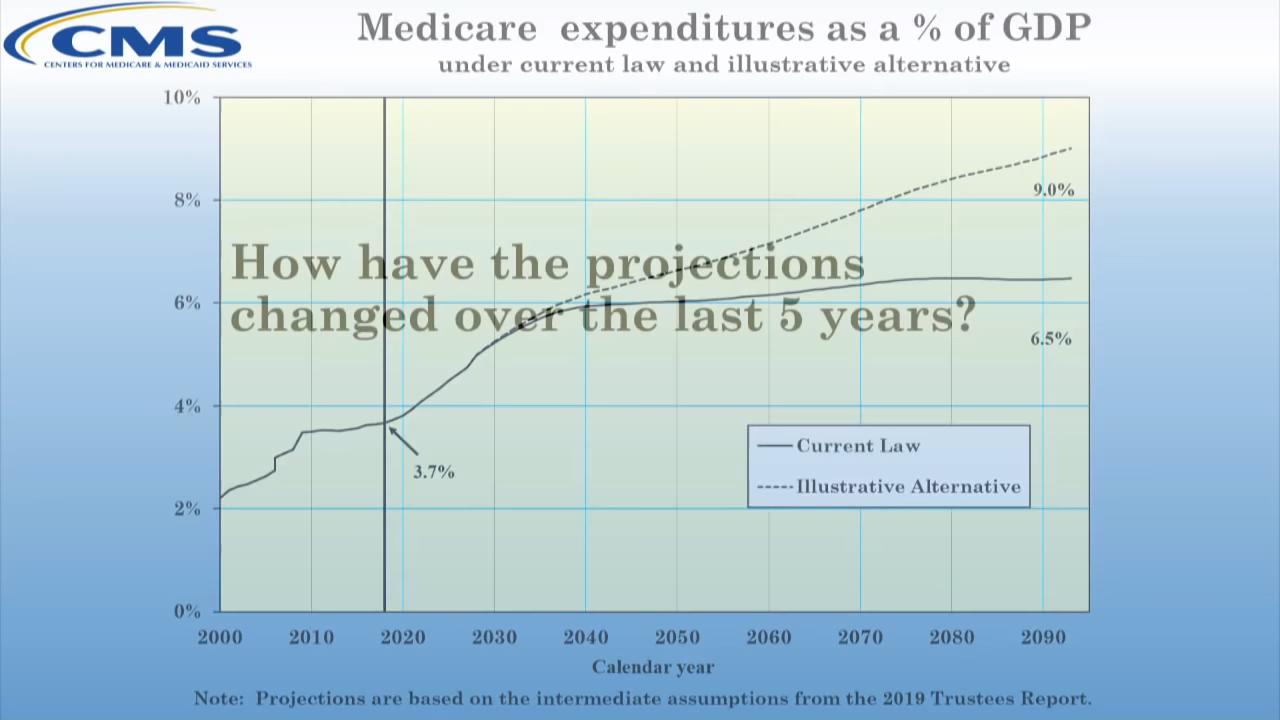 CMS
CENTERS FOR MEDICARE & MEDICAID SERVICES
Medicare expenditures as a % of GDP
under current law and illustrative alternative
10%
8%
6%
4%
2%
0%
How have the projections
changed over the last 5 years?
9.0%
6.5%
3.7%
Current Law
Illustrative Alternative
2000 2010 2020 2030 2040 2050 2060 2070 2080 2090
Calendar year
Note: Projections are based on the intermediate assumptions from the 2019 Trustees Report.